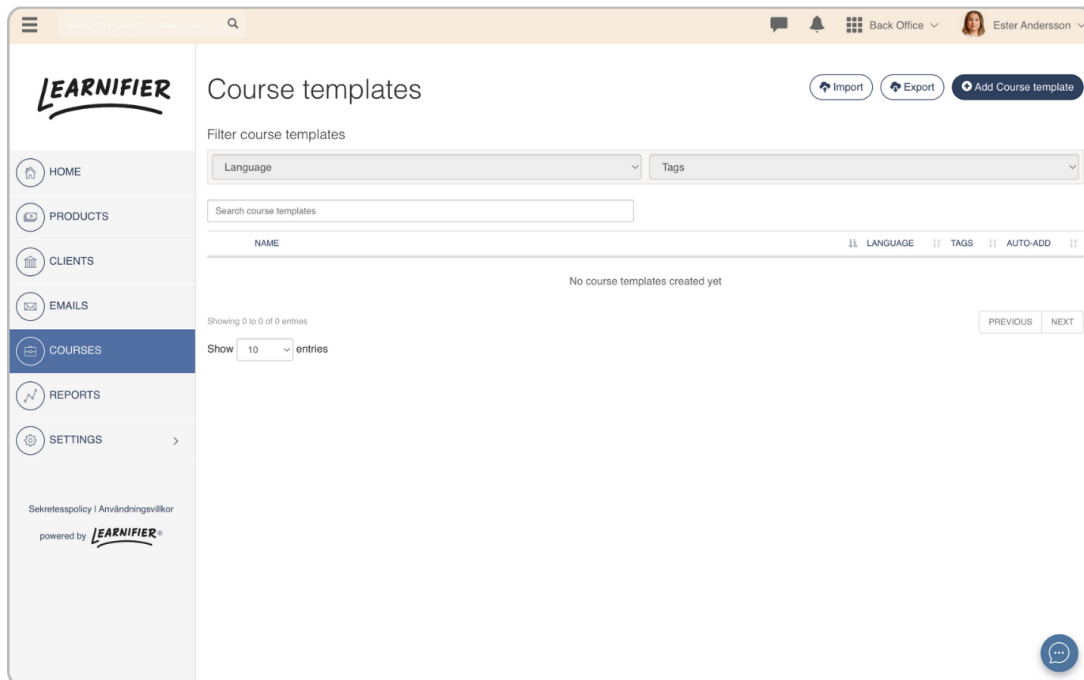 Back Office
Ester Andersson
LEARNIFIER
Course templates
Import
Export
Add Course template
Filter course templates
Language
Tags
Search course templates
NAME
LANGUAGE
TAGS
AUTO-ADD
No course templates created yet
Showing 0 to 0 of 0 entries
PREVIOUS
NEXT
Show 10 entries
HOME
PRODUCTS
CLIENTS
EMAILS
COURSES
REPORTS
SETTINGS
Sekretesspolicy | Användningsvillkor
powered by LEARNIFIER®